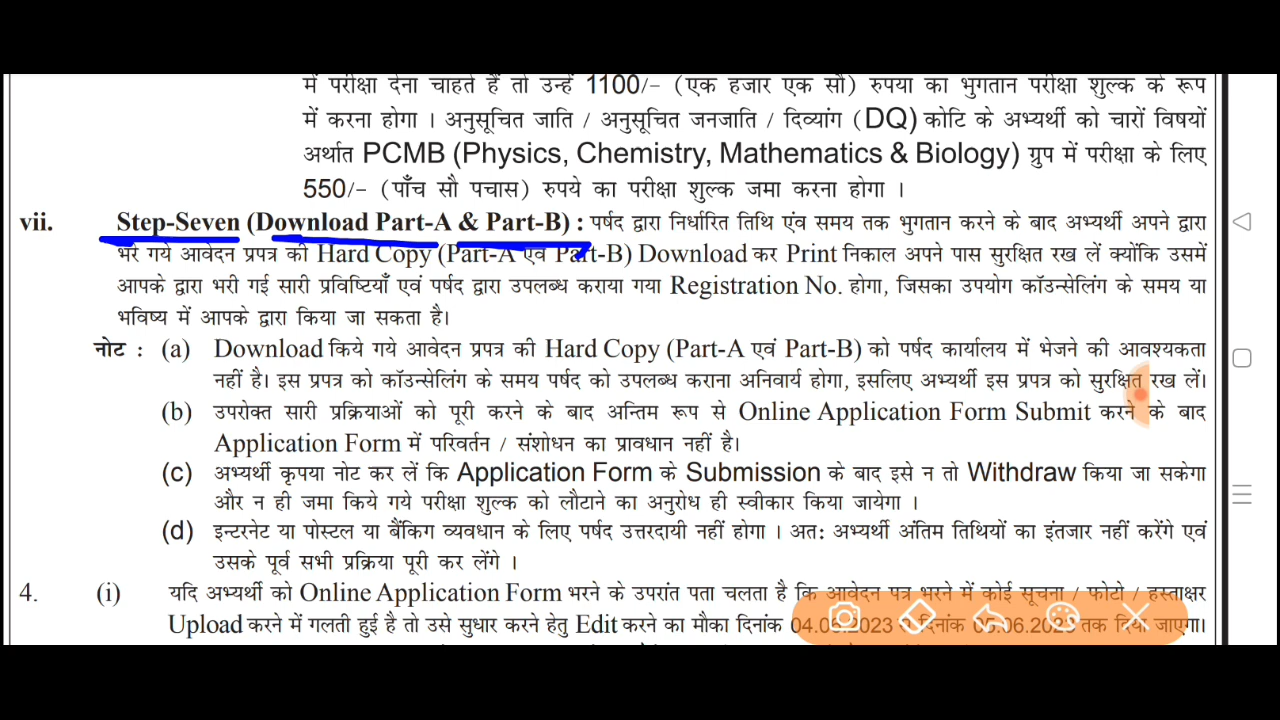 में परीक्षा देना चाहते हैं तो उन्हें 1100/- (एक हजार एक सौ) रुपया का भुगतान परीक्षा शुल्क के रूप
में करना होगा । अनुसूचित जाति / अनुसूचित जनजाति / दिव्यांग (DQ) कोटि के अभ्यर्थी को चारों विषयों
अर्थात PCMB (Physics, Chemistry, Mathematics & Biology) ग्रुप में परीक्षा के लिए
550/- (पाँच सौ पचास) रुपये का परीक्षा शुल्क जमा करना होगा ।
vii. Step-Seven (Download Part-A & Part-B) : पर्षद द्वारा निर्धारित तिथि एंव समय तक भुगतान करने के बाद अभ्यर्थी अपने द्वारा
भरे गये आवेदन प्रपत्र की Hard Copy (Part-A एवं Part-B) Download कर Print निकाल अपने पास सुरक्षित रख लें क्योंकि उसमें
आपके द्वारा भरी गई सारी प्रविष्टियाँ एवं पर्षद द्वारा उपलब्ध कराया गया Registration No. होगा, जिसका उपयोग कॉउन्सेलिंग के समय या
भविष्य में आपके द्वारा किया जा सकता है।
नोट : (a) Download किये गये आवेदन प्रपत्र की Hard Copy (Part-A एवं Part-B) को पर्षद कार्यालय में भेजने की आवश्यकता
नहीं है। इस प्रपत्र को कॉउन्सेलिंग के समय पर्षद को उपलब्ध कराना अनिवार्य होगा, इसलिए अभ्यर्थी इस प्रपत्र को सुरक्षित रख लें।
(b) उपरोक्त सारी प्रक्रियाओं को पूरी करने के बाद अन्तिम रूप से Online Application Form Submit करने के बाद
Application Form में परिवर्तन / संशोधन का प्रावधान नहीं है।
(c) अभ्यर्थी कृपया नोट कर लें कि Application Form के Submission के बाद इसे न तो Withdraw किया जा सकेगा
और न ही जमा किये गये परीक्षा शुल्क को लौटाने का अनुरोध ही स्वीकार किया जायेगा ।
(d) इन्टरनेट या पोस्टल या बैंकिग व्यवधान के लिए पर्षद उत्तरदायी नहीं होगा । अतः अभ्यर्थी अंतिम तिथियों का इंतजार नहीं करेंगे एवं
उसके पूर्व सभी प्रक्रिया पूरी कर लेंगे ।
4. (i) यदि अभ्यर्थी को Online Application Form भरने के उपरांत पता चलता है कि आवेदन पत्र भरने में कोई सूचना / फोटो / हस्ताक्षर
Upload करने में गलती हुई है तो उसे सुधार करने हेतु Edit करने का मौका दिनांक 04.06.2023 दिनांक 2023 तक दिया जाएगा।